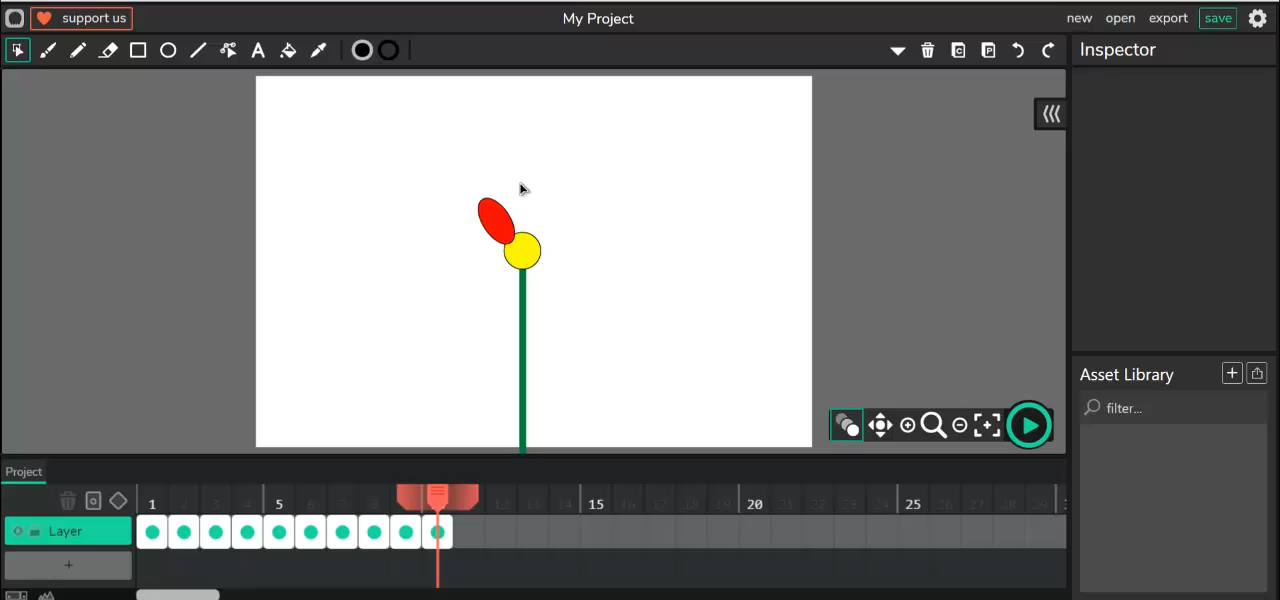 support us
My Project
new open export save
A
C P
Inspector
Asset Library
filter...
Project
1 5 15 20 25
Layer
+